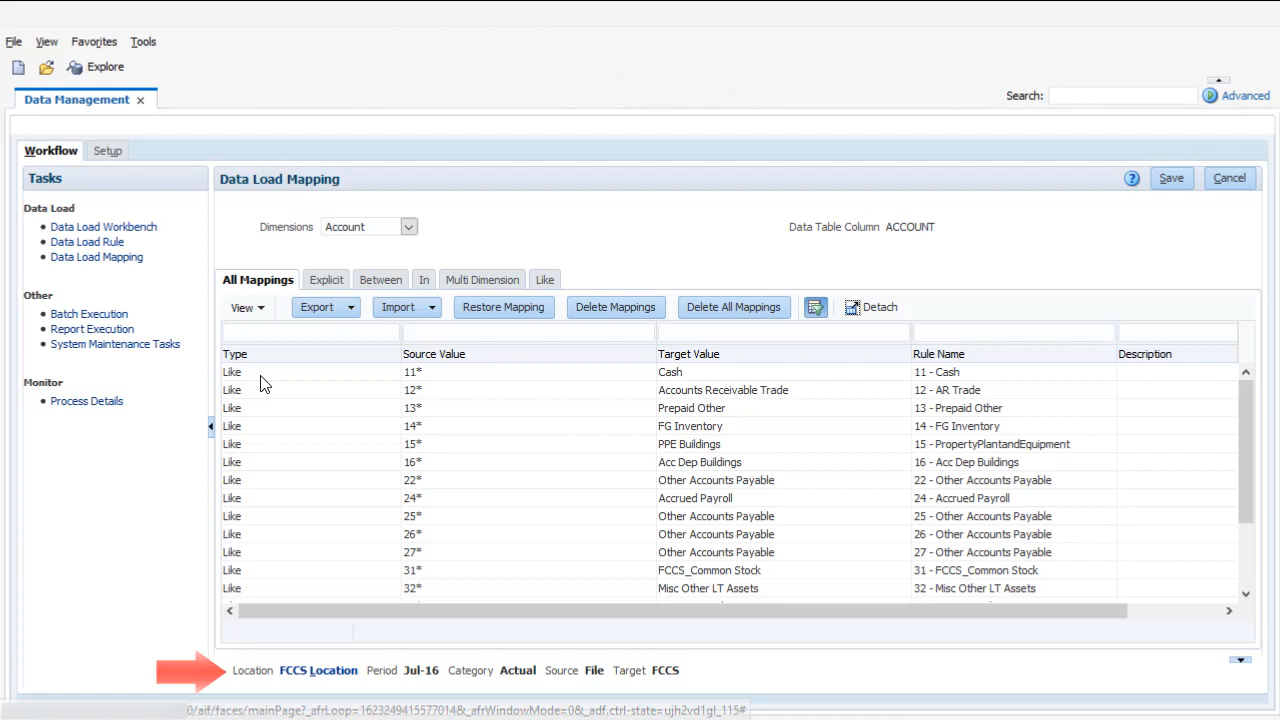 File View Favorites Tools
Explore
Data Management ×
Search: Advanced
Workflow Setup
Tasks
Data Load
• Data Load Workbench
• Data Load Rule
• Data Load Mapping
Other
• Batch Execution
• Report Execution
• System Maintenance Tasks
Monitor
• Process Details
Data Load Mapping ? Save Cancel
Dimensions Account Data Table Column ACCOUNT
All Mappings Explicit Between In Multi Dimension Like
View Export Import Restore Mapping Delete Mappings Delete All Mappings Detach
Type Source Value Target Value Rule Name Description
Like 11* Cash 11 - Cash
Like 12* Accounts Receivable Trade 12 - AR Trade
Like 13* Prepaid Other 13 - Prepaid Other
Like 14* FG Inventory 14 - FG Inventory
Like 15* PPE Buildings 15 - PropertyPlantandEquipment
Like 16* Acc Dep Buildings 16 - Acc Dep Buildings
Like 22* Other Accounts Payable 22 - Other Accounts Payable
Like 24* Accrued Payroll 24 - Accrued Payroll
Like 25* Other Accounts Payable 25 - Other Accounts Payable
Like 26* Other Accounts Payable 26 - Other Accounts Payable
Like 27* Other Accounts Payable 27 - Other Accounts Payable
Like 31* FCCS_Common Stock 31 - FCCS_Common Stock
Like 32* Misc Other LT Assets 32 - Misc Other LT Assets
Location FCCS Location Period Jul-16 Category Actual Source File Target FCCS
0/aif/faces/mainPage?_afrLoop=162324941557​7014&_afrWindowMode=0&_adf.ctrl-state=ujh2vd1gl_115#